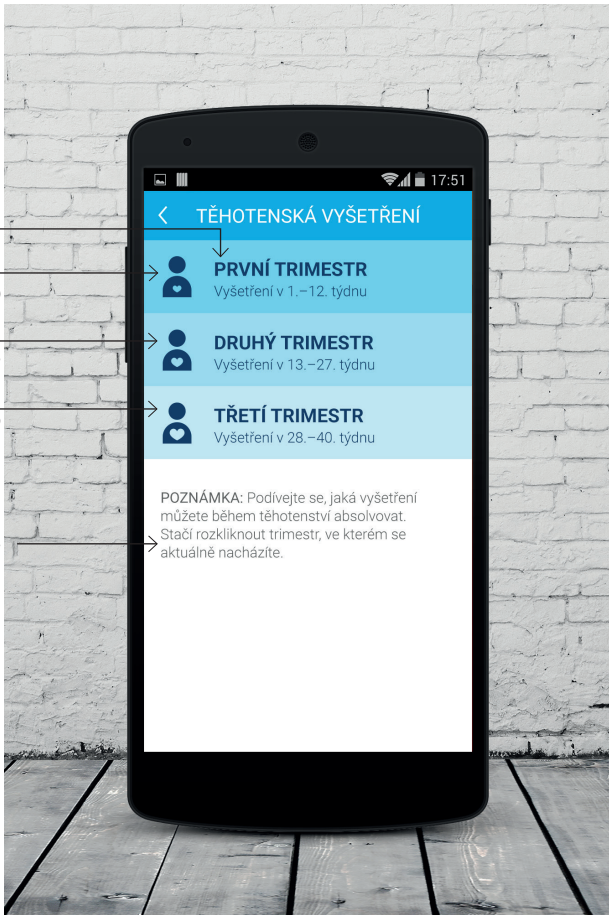 17:51
TĚHOTENSKÁ VYŠETŘENÍ
PRVNÍ TRIMESTR
Vyšetření v 1.–12. týdnu
DRUHÝ TRIMESTR
Vyšetření v 13.–27. týdnu
TŘETÍ TRIMESTR
Vyšetření v 28.–40. týdnu
POZNÁMKA: Podívejte se, jaká vyšetření
můžete během těhotenství absolvovat.
Stačí rozkliknout trimestr, ve kterém se
aktuálně nacházíte.